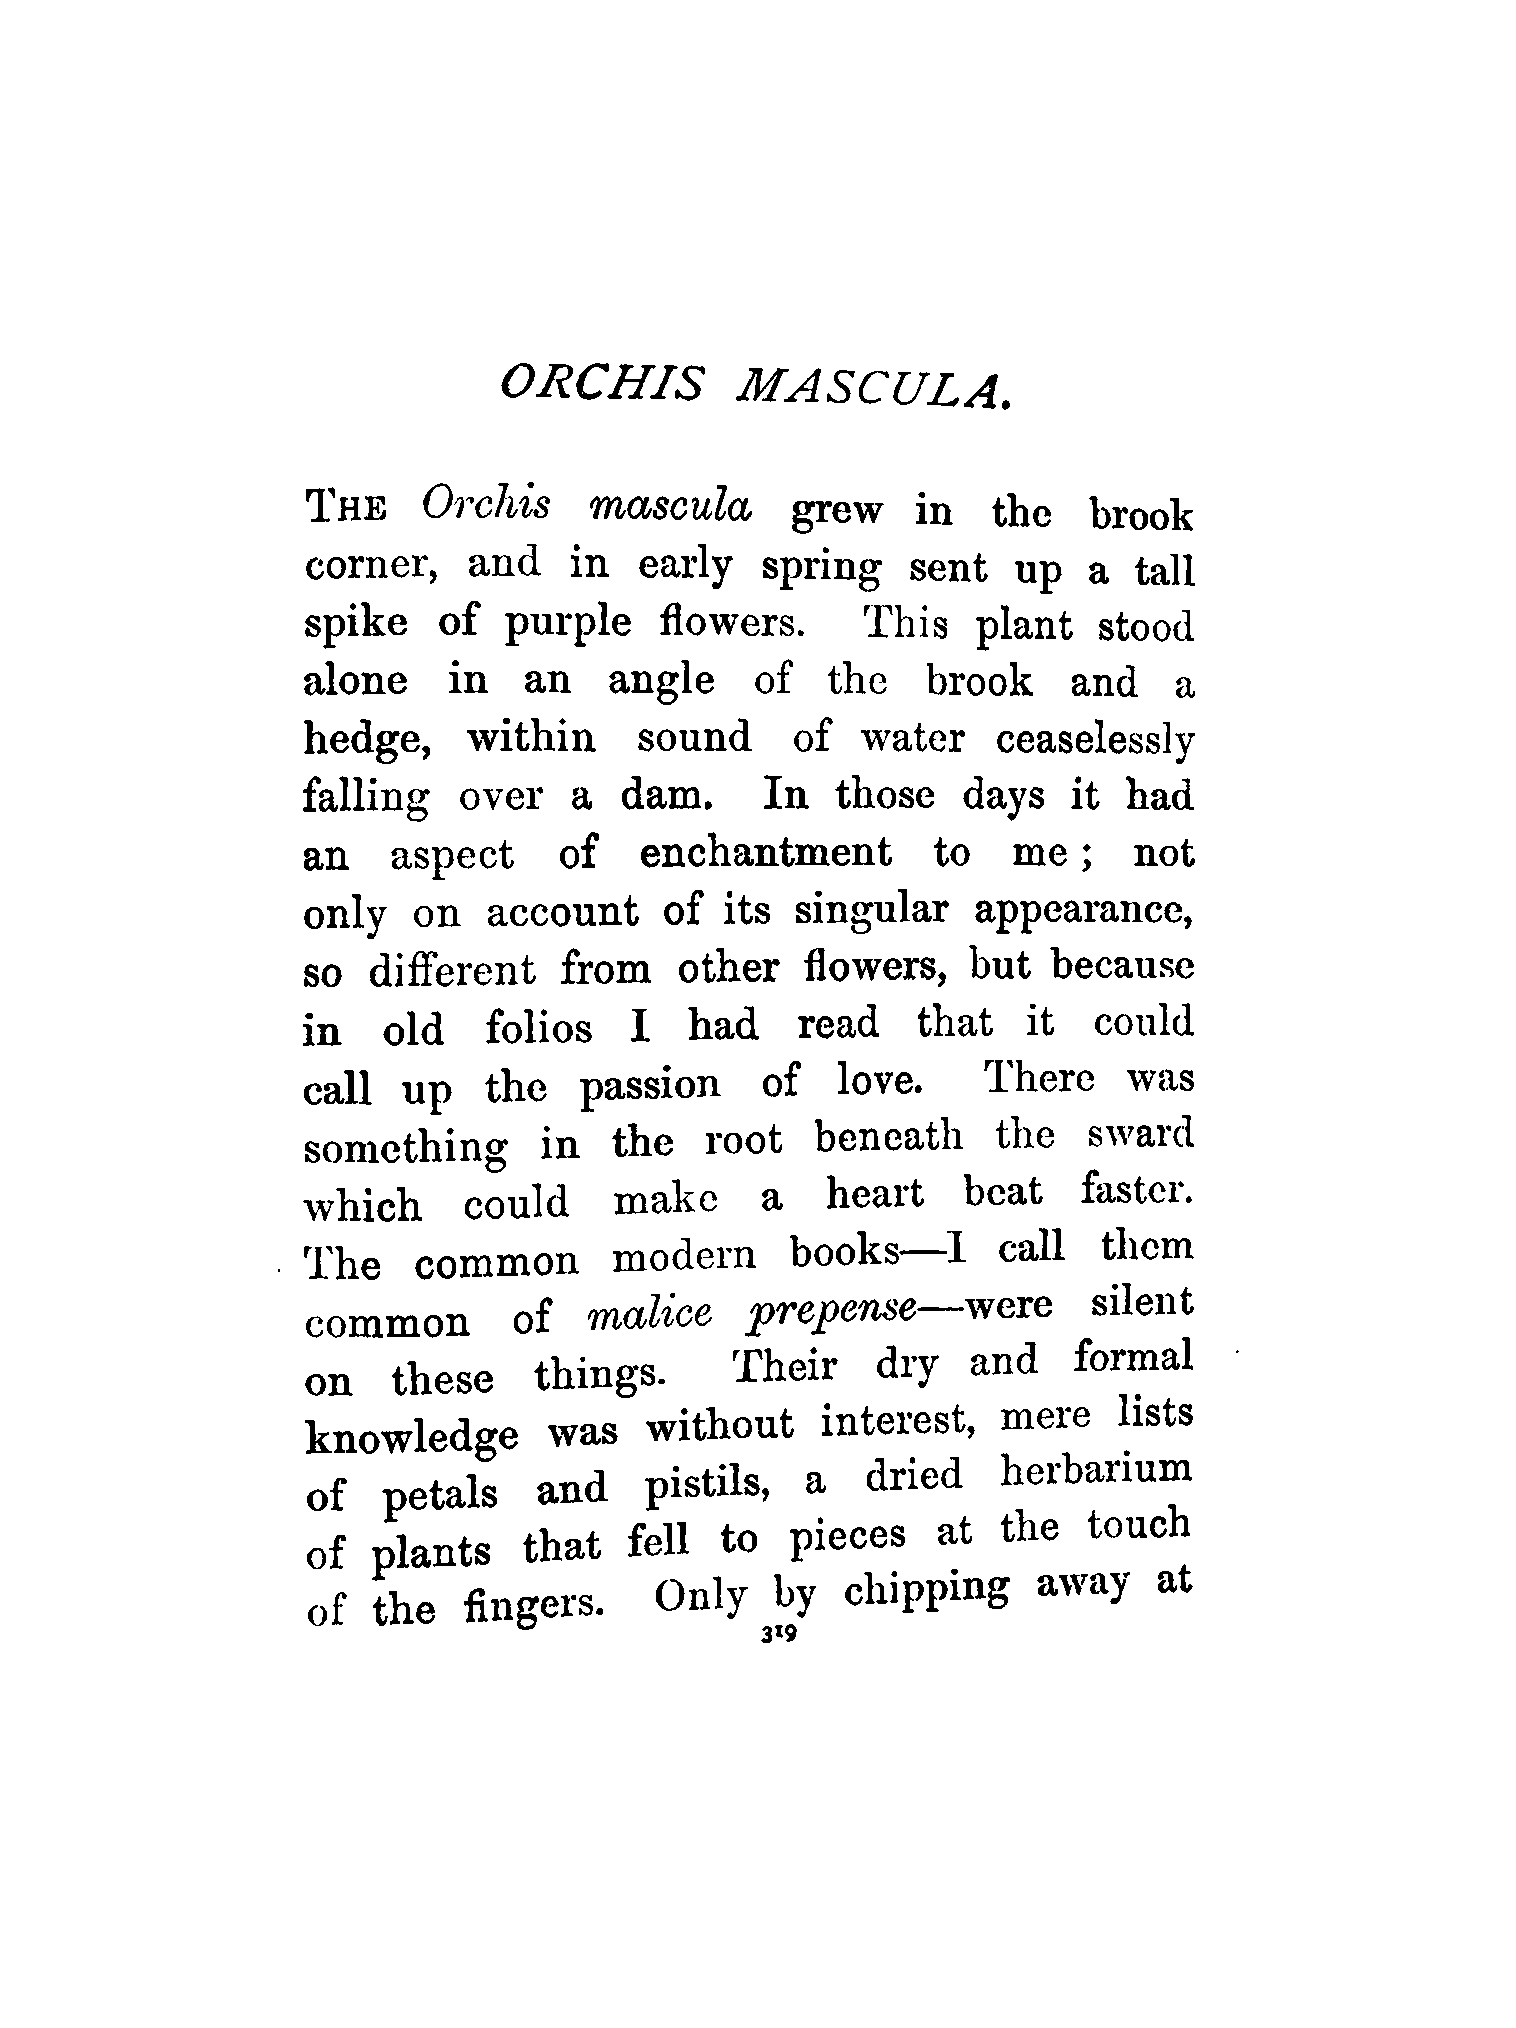 ORCHIS MASCULA.
THE Orchis mascula grew in the brook
corner, and in early spring sent up a tall
spike of purple flowers. This plant stood
alone in an angle of the brook and a
hedge, within sound of water ceaselessly
falling over a dam. In those days it had
an aspect of enchantment to me; not
only on account of its singular appearance,
so different from other flowers, but because
in old folios I had read that it could
call up the passion of love. There was
something in the root beneath the sward
which could make a heart beat faster.
The common modern books—I call them
common of malice prepense—were silent
on these things. Their dry and formal
knowledge was without interest, mere lists
of petals and pistils, a dried herbarium
of plants that fell to pieces at the touch
of the fingers. Only by chipping away at
319